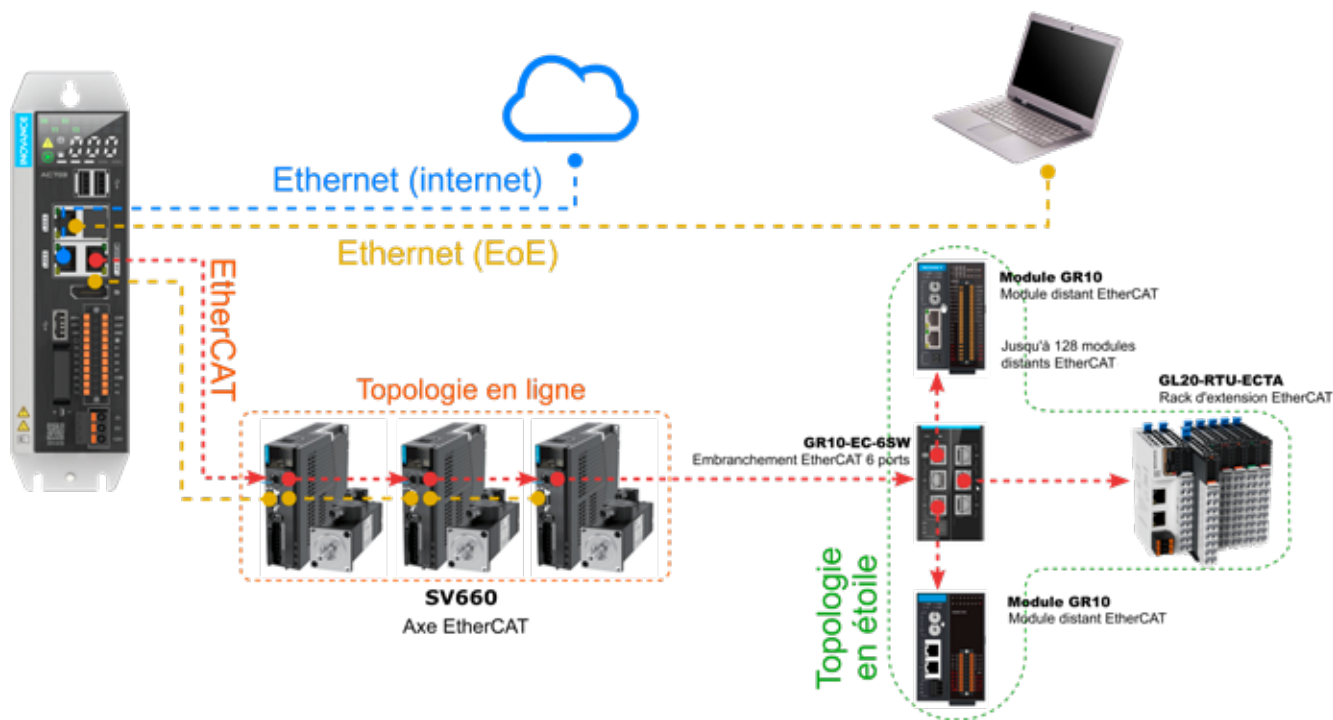 INOVANCE
AC703
Ethernet (internet)
Ethernet (EoE)
EtherCAT
Topologie en ligne
SV660
Axe EtherCAT
Module GR10
Module distant EtherCAT
Jusqu'à 128 modules
distants EtherCAT
GL20-RTU-ECTA
Rack d'extension EtherCAT
GR10-EC-6SW
Embranchement EtherCAT 6 ports
Topologie
en étoile
Module GR10
Module distant EtherCAT